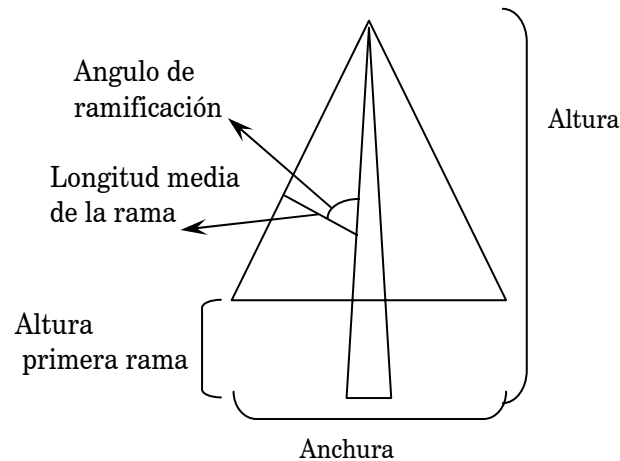 Angulo de
ramificación
Altura
Longitud media
de la rama
Altura
primera rama
Anchura